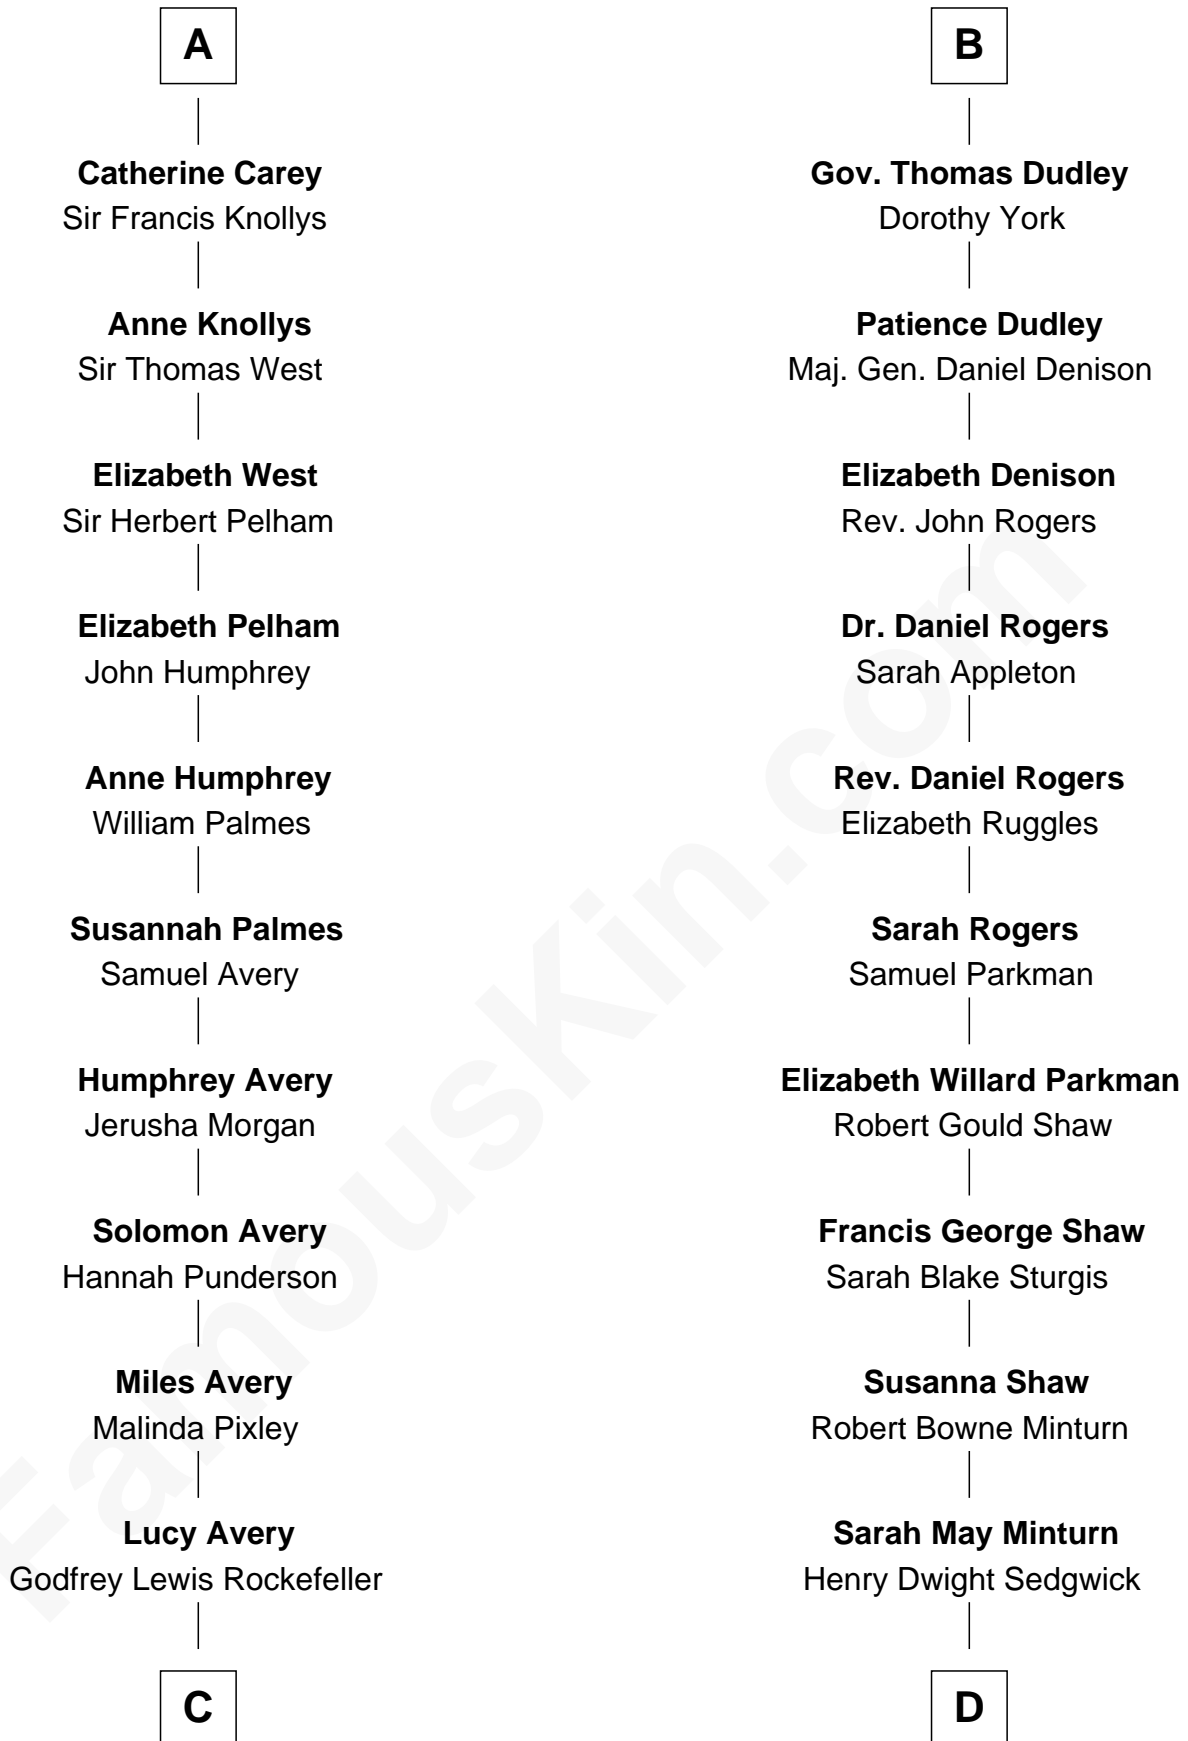 A
Catherine Carey
Sir Francis Knollys
Anne Knollys
Sir Thomas West
Elizabeth West
Sir Herbert Pelham
Elizabeth Pelham
John Humphrey
Anne Humphrey
William Palmes
Susannah Palmes
Samuel Avery
Humphrey Avery
Jerusha Morgan
Solomon Avery
Hannah Punderson
Miles Avery
Malinda Pixley
Lucy Avery
Godfrey Lewis Rockefeller
C
B
Gov. Thomas Dudley
Dorothy York
Patience Dudley
Maj. Gen. Daniel Denison
Elizabeth Denison
Rev. John Rogers
Dr. Daniel Rogers
Sarah Appleton
Rev. Daniel Rogers
Elizabeth Ruggles
Sarah Rogers
Samuel Parkman
Elizabeth Willard Parkman
Robert Gould Shaw
Francis George Shaw
Sarah Blake Sturgis
Susanna Shaw
Robert Bowne Minturn
Sarah May Minturn
Henry Dwight Sedgwick
D
FamousKin.com